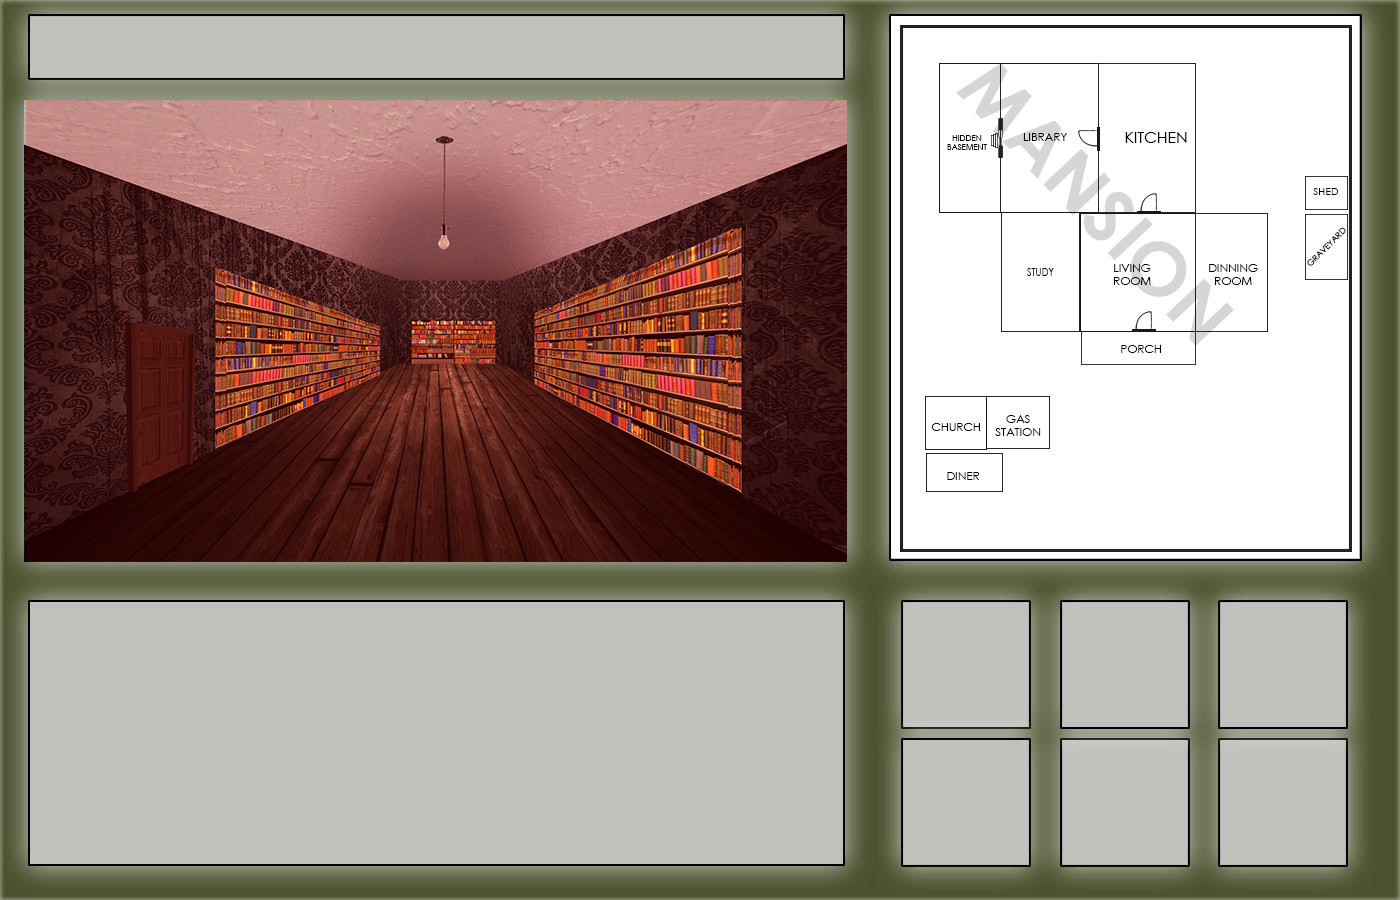 MANSION
HIDDEN
BASEMENT
LIBRARY
KITCHEN
SHED
GRAVEYARD
STUDY
LIVING
ROOM
DINNING
ROOM
PORCH
CHURCH
GAS
STATION
DINER